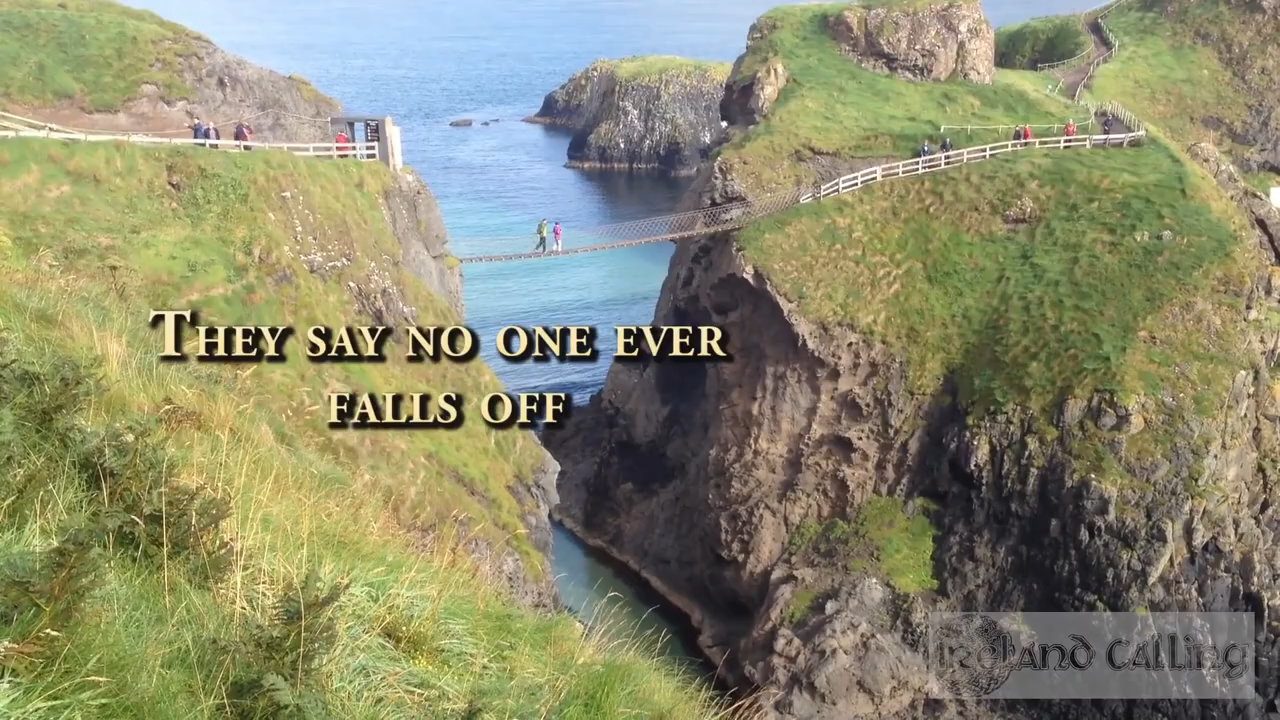 They say no one ever
falls off
Ireland Calling